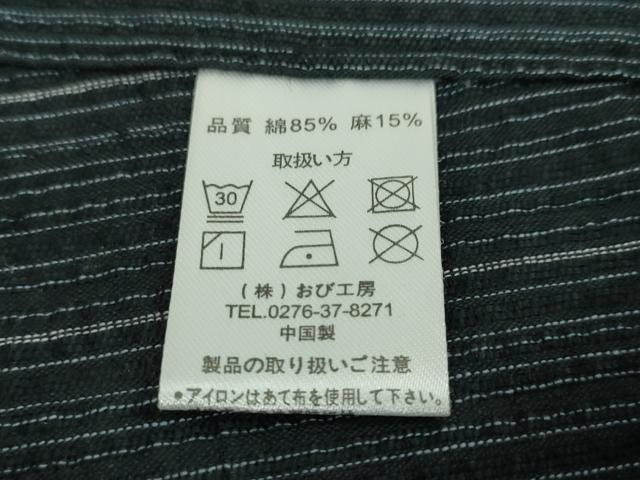 品質 綿85% 麻15%
取扱い方
30
(株)おび工房
TEL.0276-37-8271
中国製
製品の取り扱いご注意
●アイロンはあて布を使用して下さい。